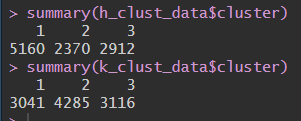 > summary(h_clust_data$cluster)
1 2 3
5160 2370 2912
> summary(k_clust_data$cluster)
1 2 3
3041 4285 3116
>